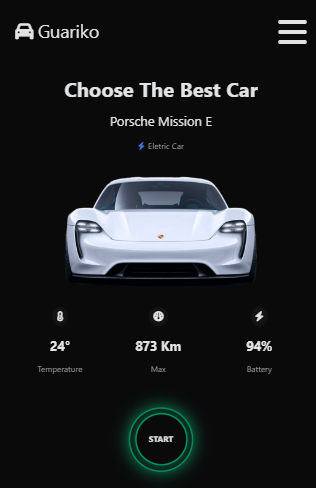 Guariko
Choose The Best Car
Porsche Mission E
Eletric Car
24°
873 Km
94%
Temperature
Max
Battery
START